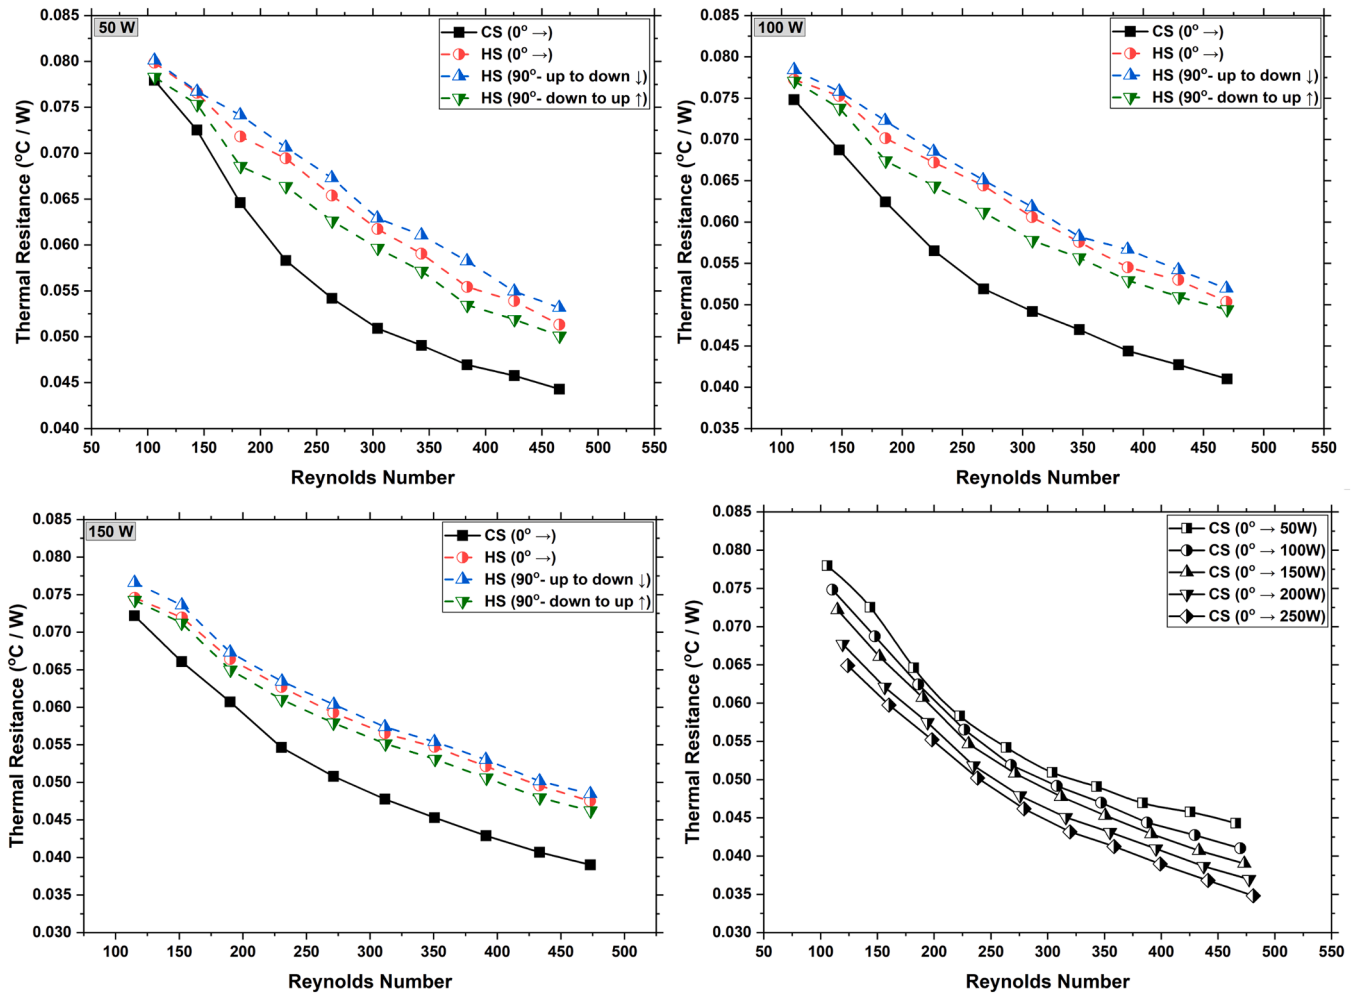 50 W
CS (0° →)
HS (0° →)
HS (90°- up to down ↓)
HS (90°- down to up ↑)
0.085
0.080
0.075
0.070
0.065
0.060
0.055
0.050
0.045
0.040
Thermal Resitance (°C / W)
50 100 150 200 250 300 350 400 450 500 550
Reynolds Number
100 W
CS (0° →)
HS (0° →)
HS (90°- up to down ↓)
HS (90°- down to up ↑)
0.085
0.080
0.075
0.070
0.065
0.060
0.055
0.050
0.045
0.040
0.035
Thermal Resitance (°C / W)
100 150 200 250 300 350 400 450 500 550
Reynolds Number
150 W
CS (0° →)
HS (0° →)
HS (90°- up to down ↓)
HS (90°- down to up ↑)
0.085
0.080
0.075
0.070
0.065
0.060
0.055
0.050
0.045
0.040
0.035
0.030
Thermal Resitance (°C / W)
100 150 200 250 300 350 400 450 500
Reynolds Number
CS (0° → 50W)
CS (0° → 100W)
CS (0° → 150W)
CS (0° → 200W)
CS (0° → 250W)
0.085
0.080
0.075
0.070
0.065
0.060
0.055
0.050
0.045
0.040
0.035
0.030
Thermal Resitance (°C / W)
50 100 150 200 250 300 350 400 450 500 550
Reynolds Number